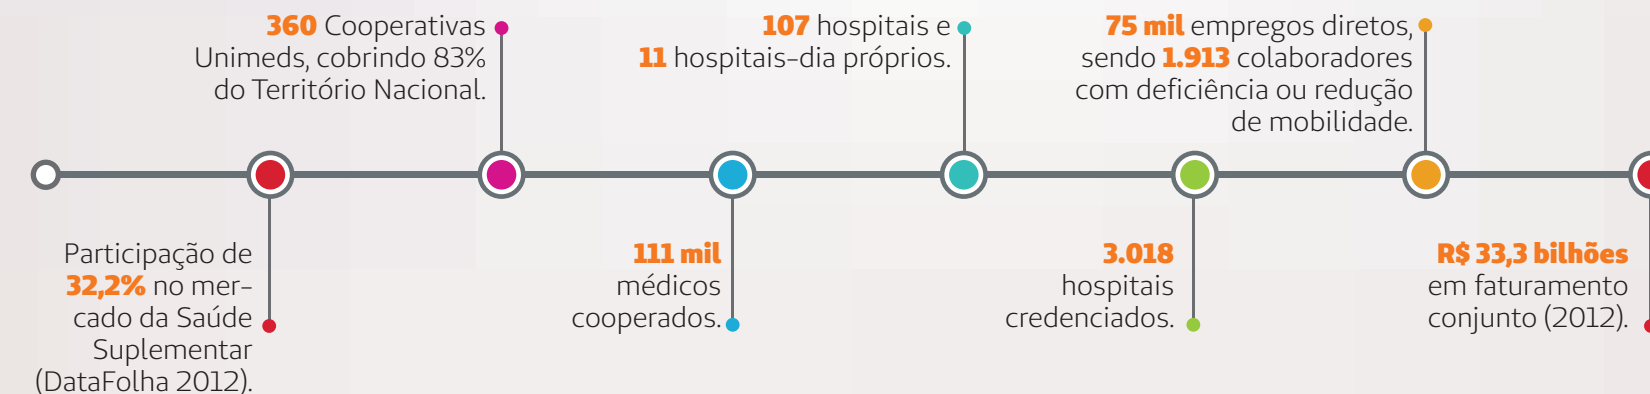 Participação de
32,2% no mer-
cado da Saúde
Suplementar
(DataFolha 2012).
360 Cooperativas
Unimeds, cobrindo 83%
do Território Nacional.
111 mil
médicos
cooperados.
107 hospitais e
11 hospitais-dia próprios.
3.018
hospitais
credenciados.
75 mil empregos diretos,
sendo 1.913 colaboradores
com deficiência ou redução
de mobilidade.
R$ 33,3 bilhões
em faturamento
conjunto (2012).